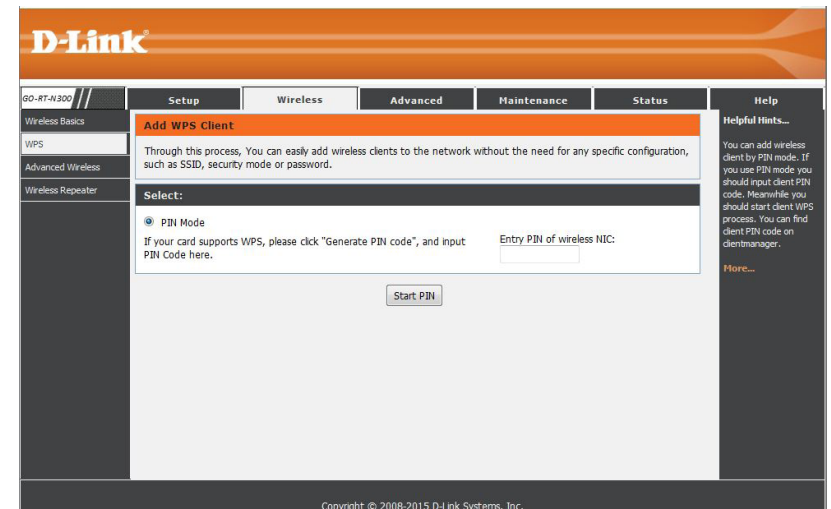 D-Link®
GO-RT-N300
Setup
Wireless
Advanced
Maintenance
Status
Help
Wireless Basics
WPS
Advanced Wireless
Wireless Repeater
Add WPS Client
Through this process, You can easily add wireless clients to the network without the need for any specific configuration,
such as SSID, security mode or password.
Select:
PIN Mode
If your card supports WPS, please click "Generate PIN code", and input
PIN Code here.
Entry PIN of wireless NIC:
Start PIN
Helpful Hints...
You can add wireless
client by PIN mode. If
you use PIN mode you
should input client PIN
code. Meanwhile you
should start client WPS
process. You can find
client PIN code on
clientmanager.
More...
Copyright © 2008-2015 D-Link Systems, Inc.